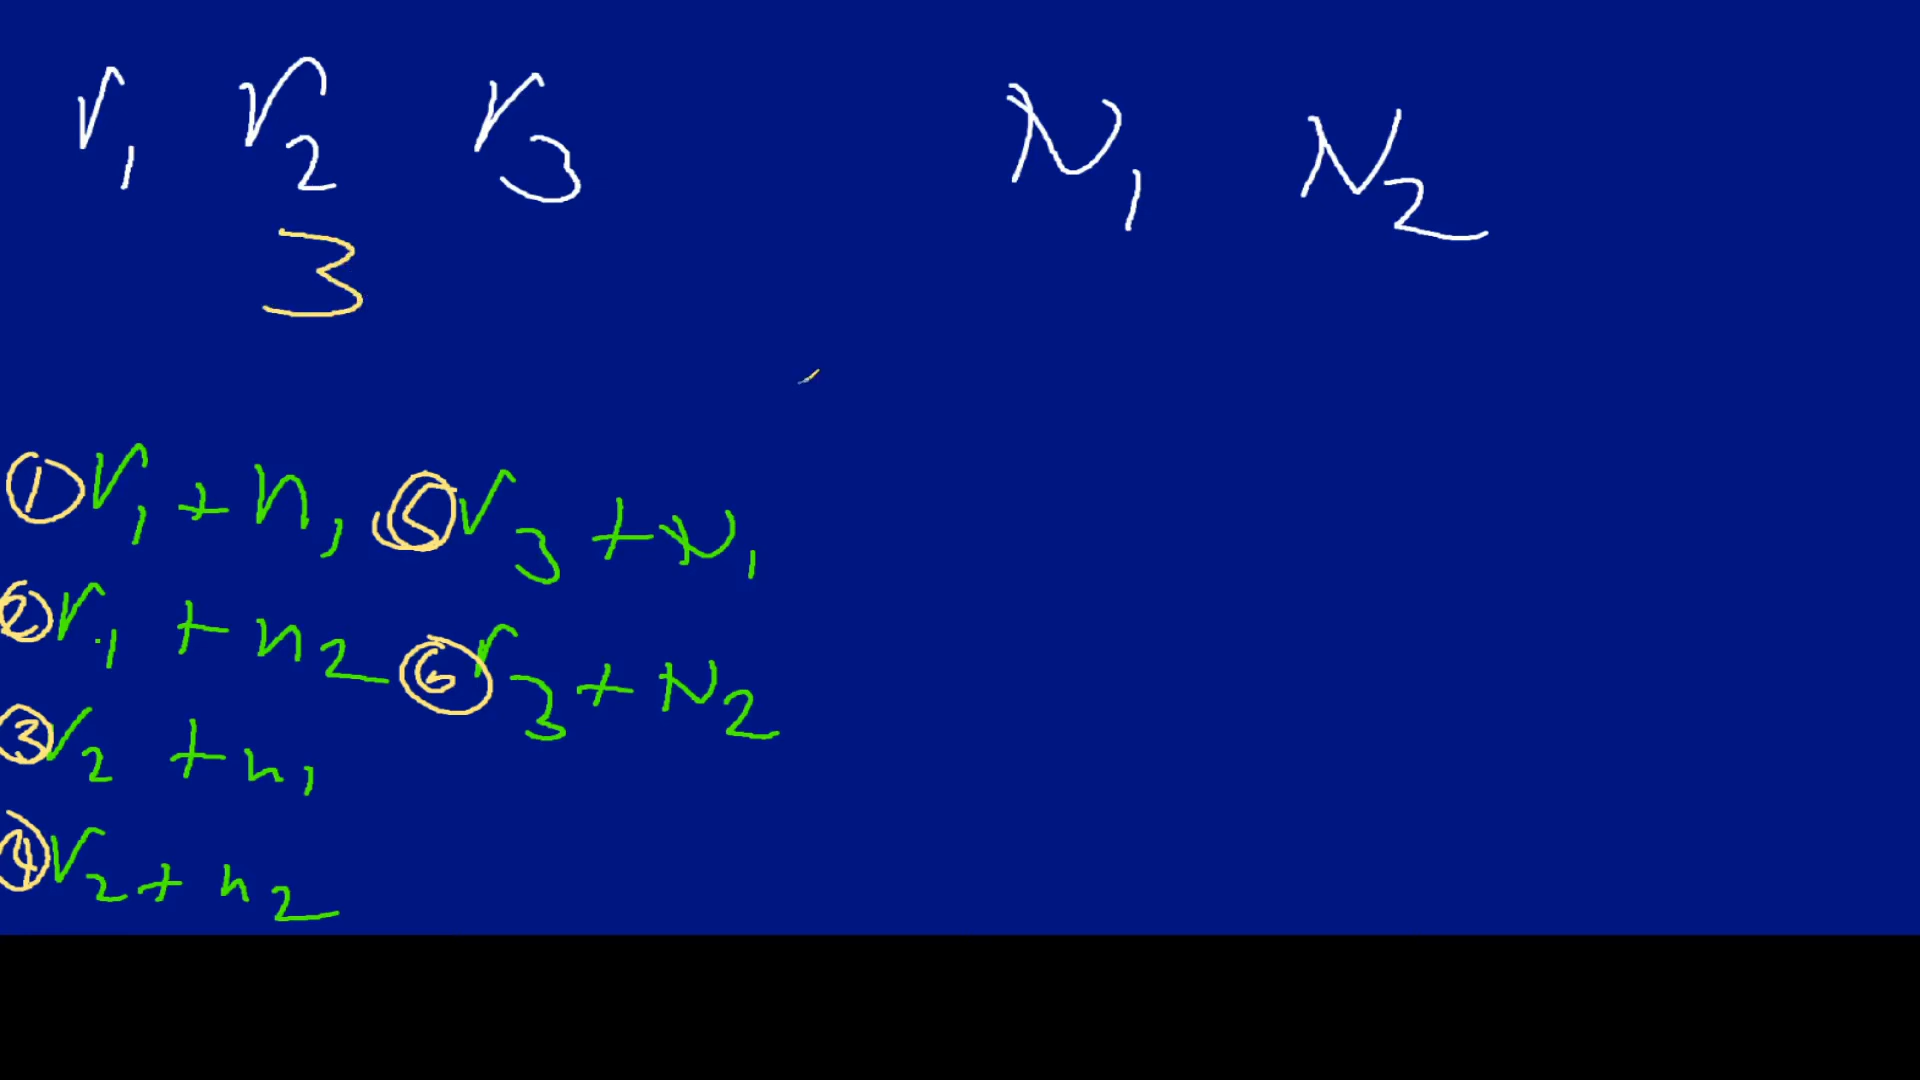 r₁ r₂ r₃ N₁ N₂
3
① r₁ + n₁ ⑤ r₃ + N₁
② r₁ + n₂ ⑥ r₃ + N₂
③ r₂ + n₁
④ r₂ + n₂